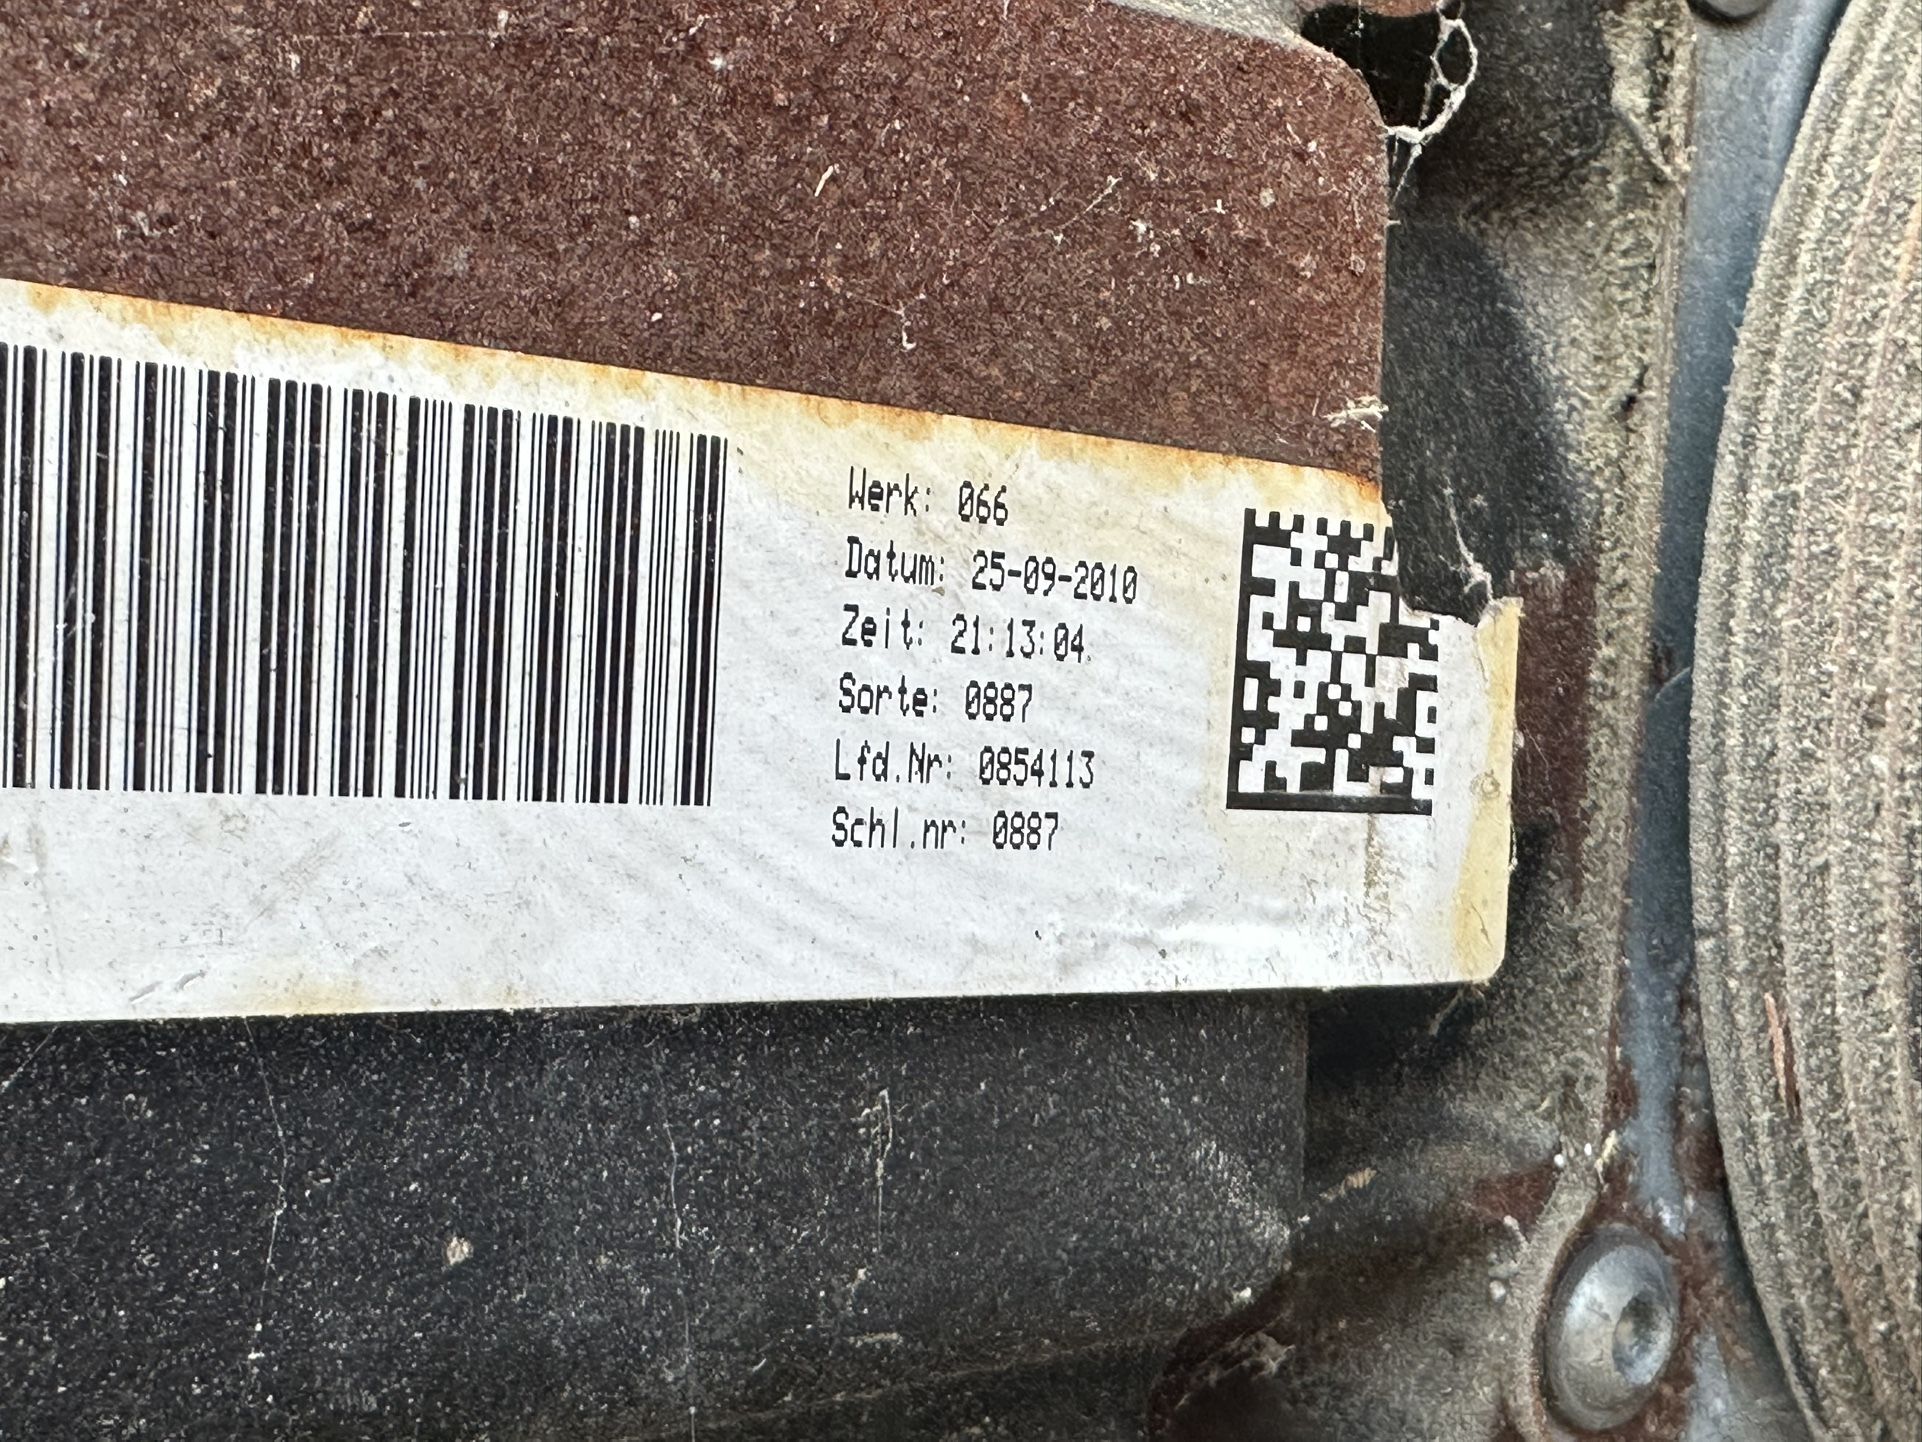 Werk: 066
Datum: 25-09-2010
Zeit: 21:13:04
Sorte: 0887
Lfd.Nr: 0854113
Schl.nr: 0887